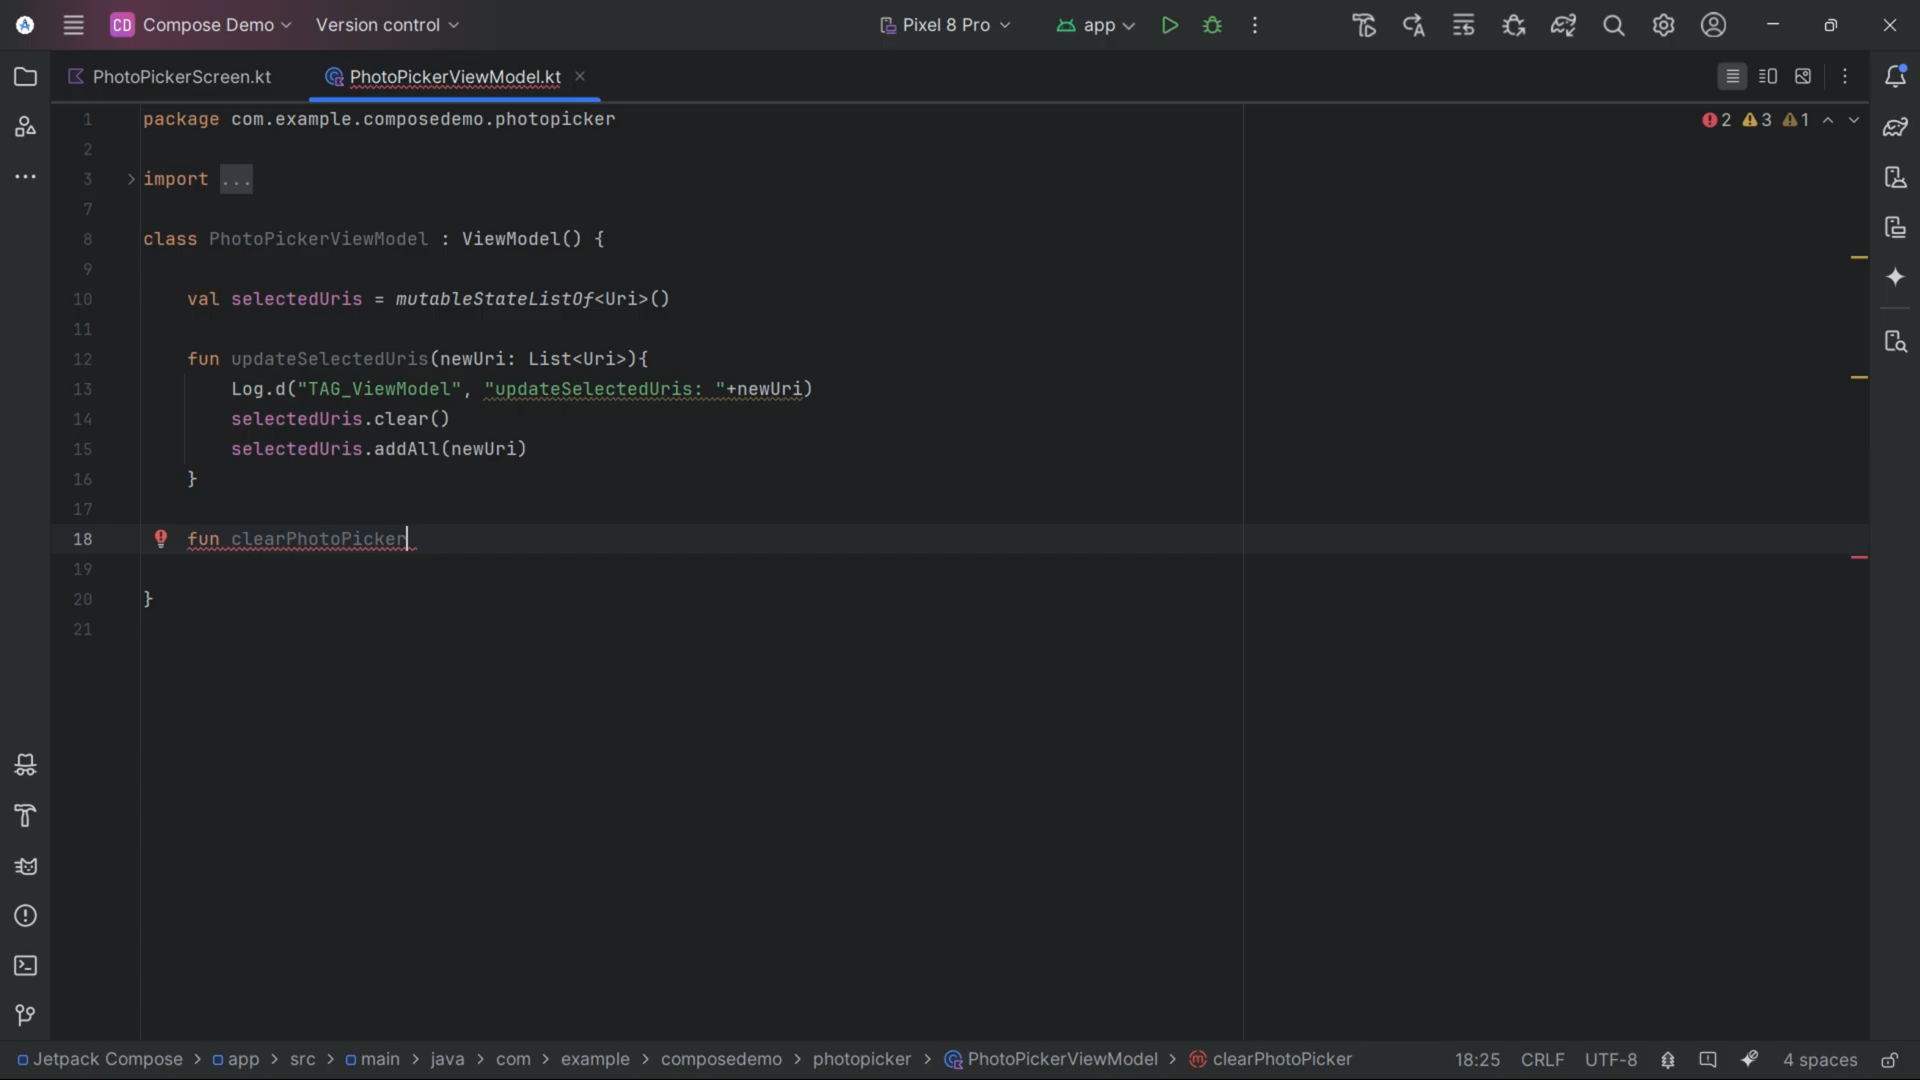 CD Compose Demo Version control Pixel 8 Pro app
PhotoPickerScreen.kt PhotoPickerViewModel.kt
1 package com.example.composedemo.photopicker 2 3 1
2
3 import ...
7
8 class PhotoPickerViewModel : ViewModel() {
9
10 val selectedUris = mutableStateListOf<Uri>()
11
12 fun updateSelectedUris(newUri: List<Uri>){
13 Log.d("TAG_ViewModel", "updateSelectedUris: "+newUri)
14 selectedUris.clear()
15 selectedUris.addAll(newUri)
16 }
17
18 fun clearPhotoPicker
19
20 }
21
Jetpack Compose > app > src > main > java > com > example > composedemo > photopicker > PhotoPickerViewModel > clearPhotoPicker 18:25 CRLF UTF-8 4 spaces